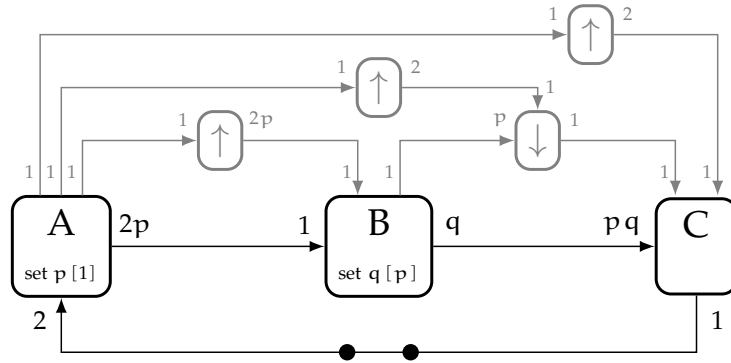 1 ↑ 2
1 ↑ 2
1 ↑ 2p
p ↓ 1
1
1 1 1
1
1
1 1
A
2p
1
B
q
p q
C
set p [1]
set q [p]
2
1